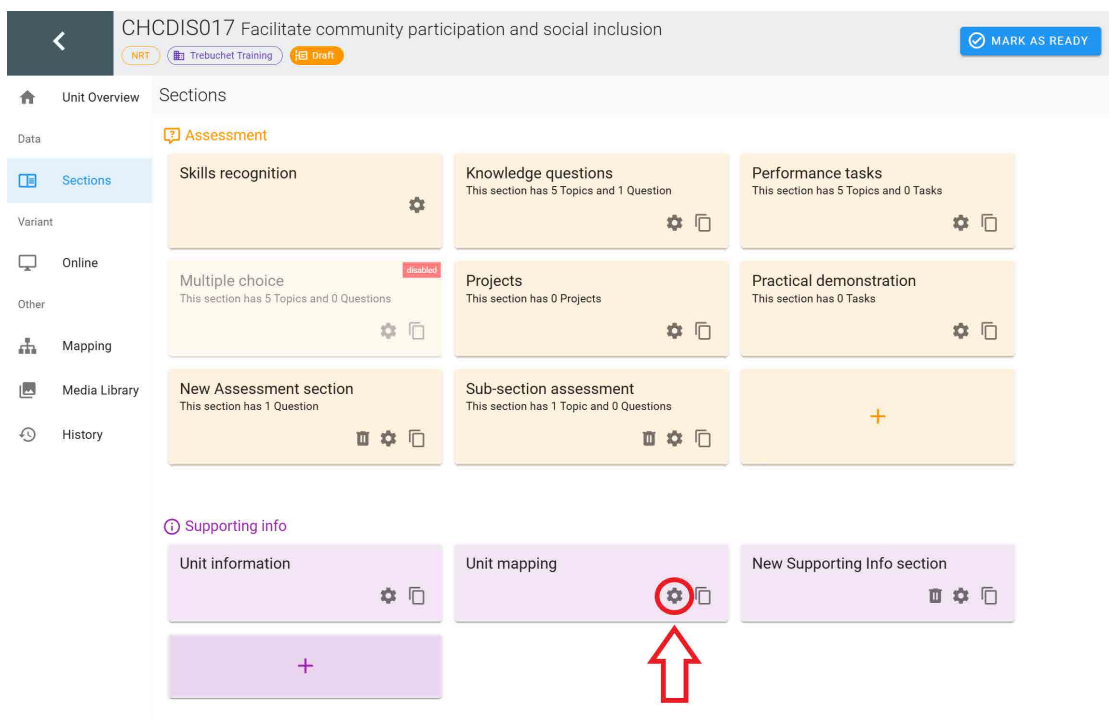 CHCDIS017 Facilitate community participation and social inclusion
NRT
Trebuchet Training
Draft
MARK AS READY
Unit Overview
Data
Sections
Variant
Online
Other
Mapping
Media Library
History
Sections
Assessment
Skills recognition
Knowledge questions
This section has 5 Topics and 1 Question
Performance tasks
This section has 5 Topics and 0 Tasks
Multiple choice
disabled
This section has 5 Topics and 0 Questions
Projects
This section has 0 Projects
Practical demonstration
This section has 0 Tasks
New Assessment section
This section has 1 Question
Sub-section assessment
This section has 1 Topic and 0 Questions
Supporting info
Unit information
Unit mapping
New Supporting Info section